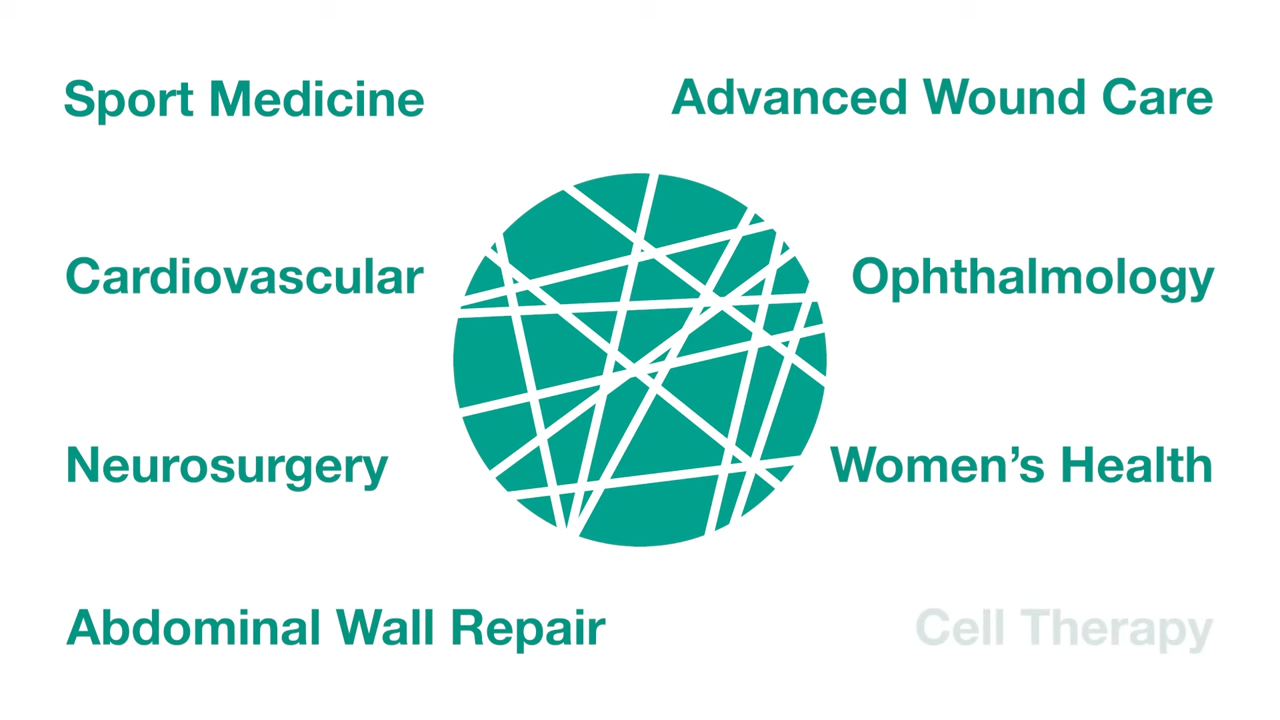 Sport Medicine
Advanced Wound Care
Cardiovascular
Ophthalmology
Neurosurgery
Women’s Health
Abdominal Wall Repair
Cell Therapy